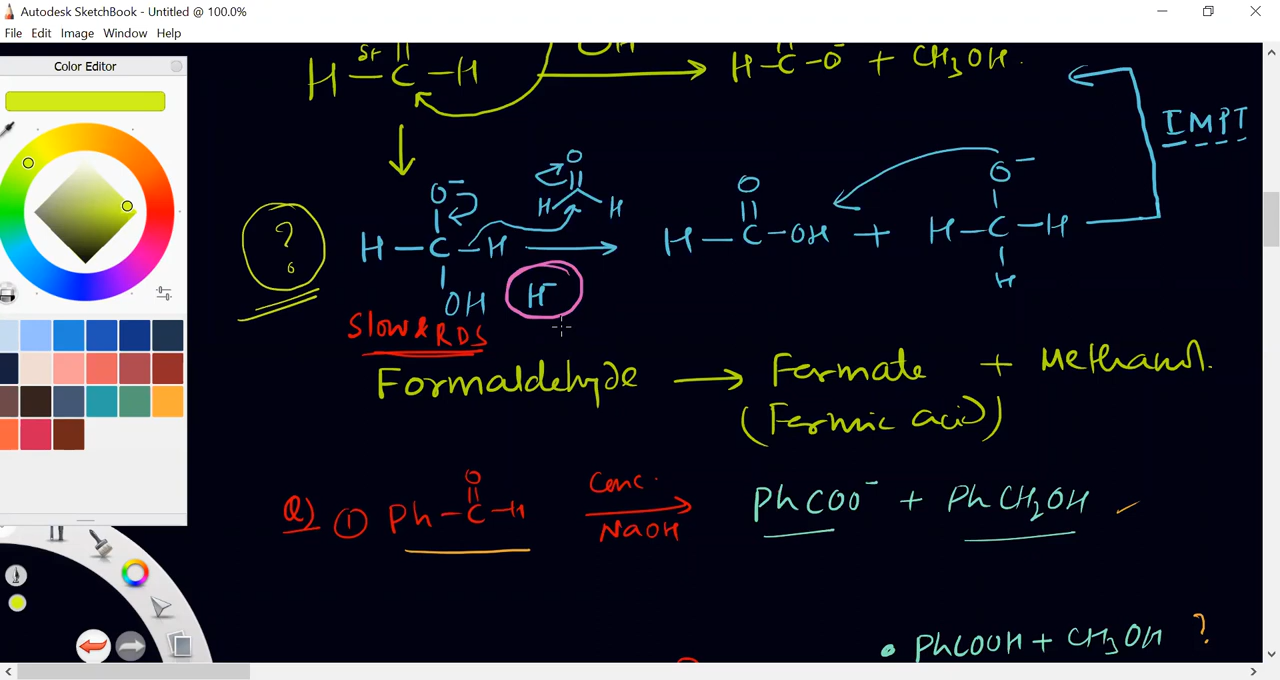 Autodesk SketchBook - Untitled @ 100.0%
File Edit Image Window Help
Color Editor
H - C - H → H - C - O⁻ + CH3OH.
IMPT
O⁻ O O O⁻
H H
? H - C - H → H - C - OH + H - C - H
OH H⁻ H
Slow & RDS
Formaldehyde → Formate + Methanol.
(Formic acid)
O
Q) ① Ph - C - H Conc. NaOH → PhCOO⁻ + PhCH2OH
• PhCOOH + CH3OH ?